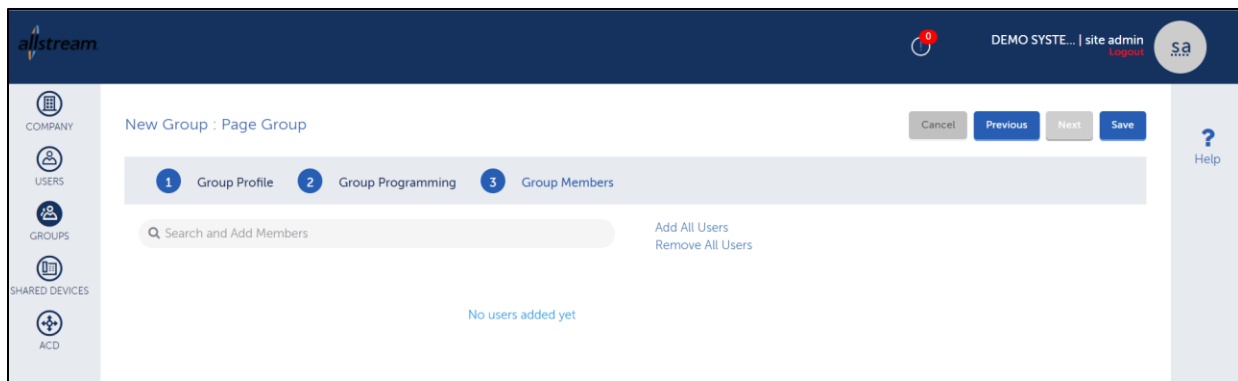 allstream
0
DEMO SYSTE... | site admin
Logout
sa
COMPANY
USERS
GROUPS
SHARED DEVICES
ACD
New Group : Page Group
Cancel
Previous
Next
Save
?
Help
1 Group Profile 2 Group Programming 3 Group Members
Search and Add Members
Add All Users
Remove All Users
No users added yet